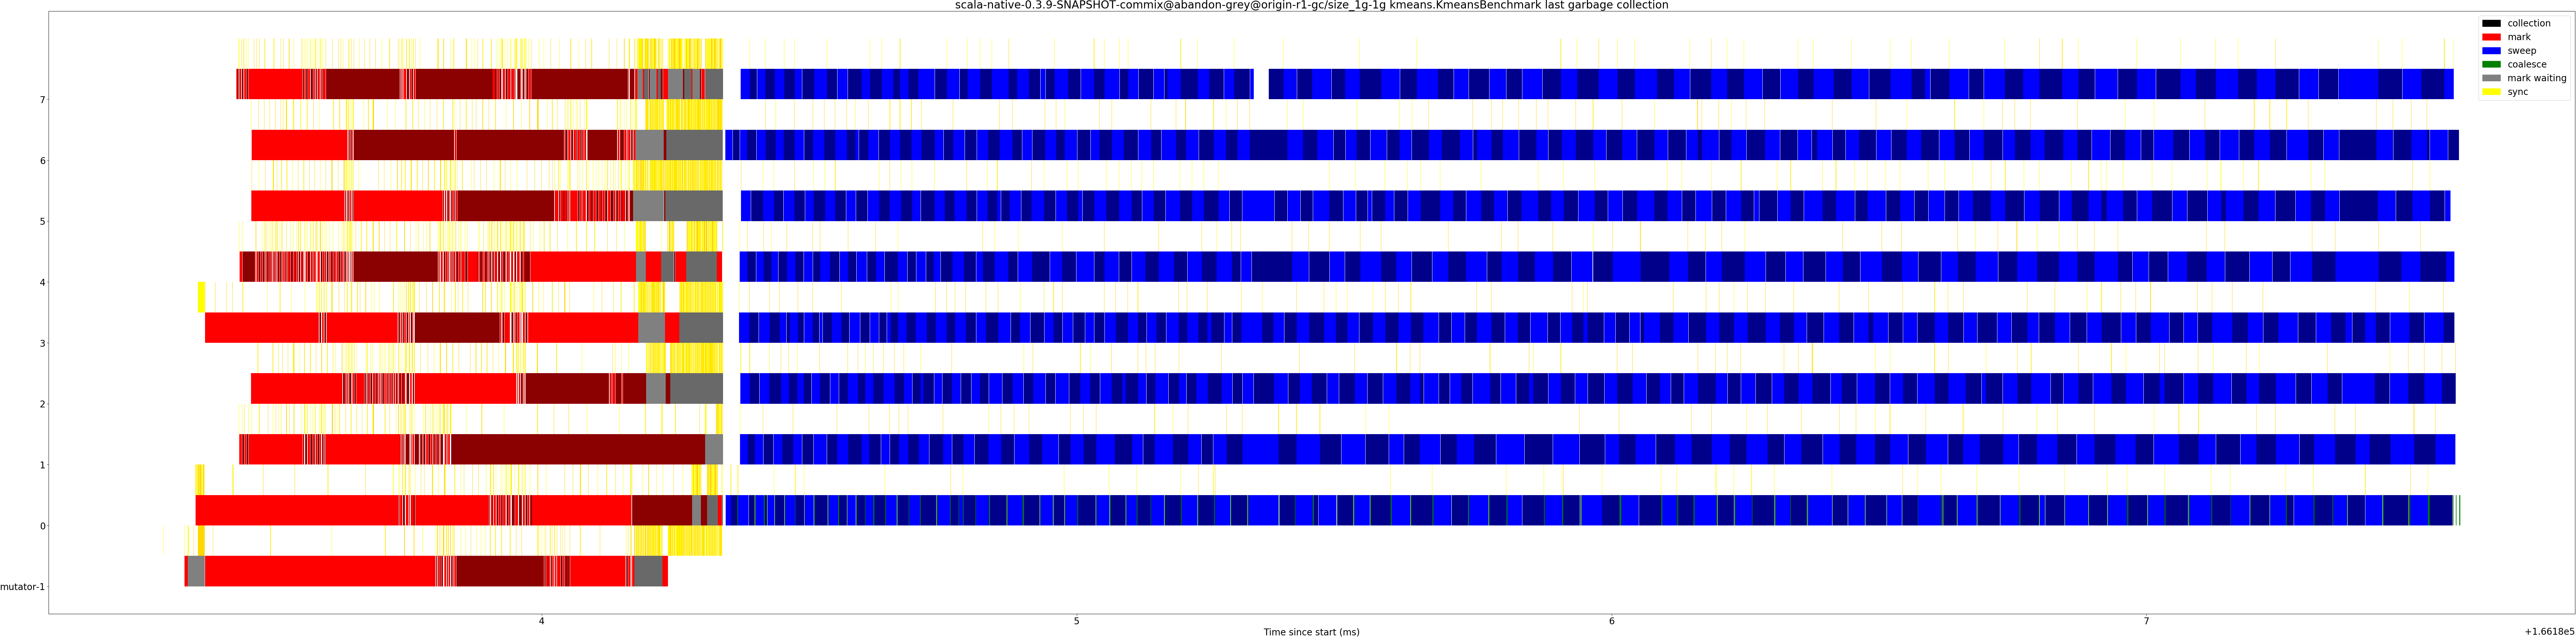 scala-native-0.3.9-SNAPSHOT-commix@abandon-grey@origin-r1-gc/size_1g-1g kmeans.KmeansBenchmark last garbage collection
collection
mark
sweep
coalesce
mark waiting
sync
7
6
5
4
3
2
1
0
mutator-1
4
5
6
7
Time since start (ms)
+1.6618e5